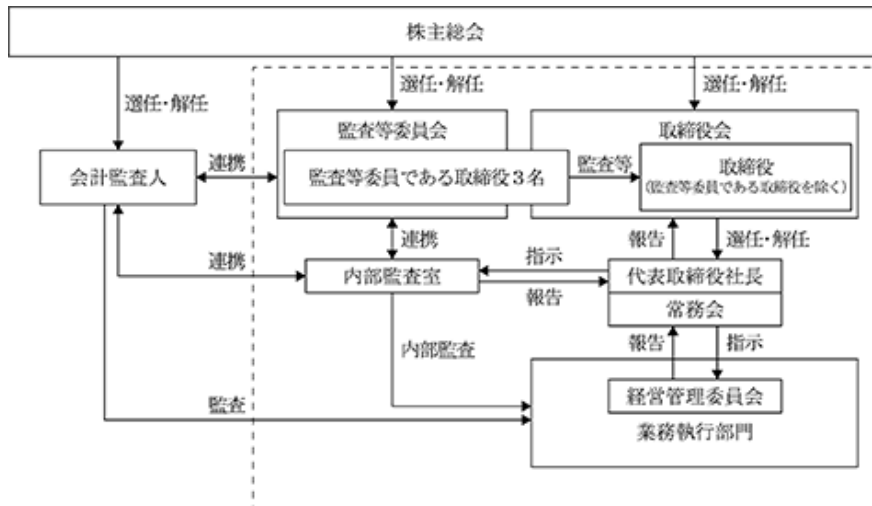 株主総会
選任・解任
選任・解任
選任・解任
監査等委員会
取締役会
会計監査人
連携
監査等委員である取締役３名
監査等
取締役
（監査等委員である取締役を除く）
連携
報告
選任・解任
連携
内部監査室
指示
報告
代表取締役社長
常務会
内部監査
報告
指示
監査
経営管理委員会
業務執行部門